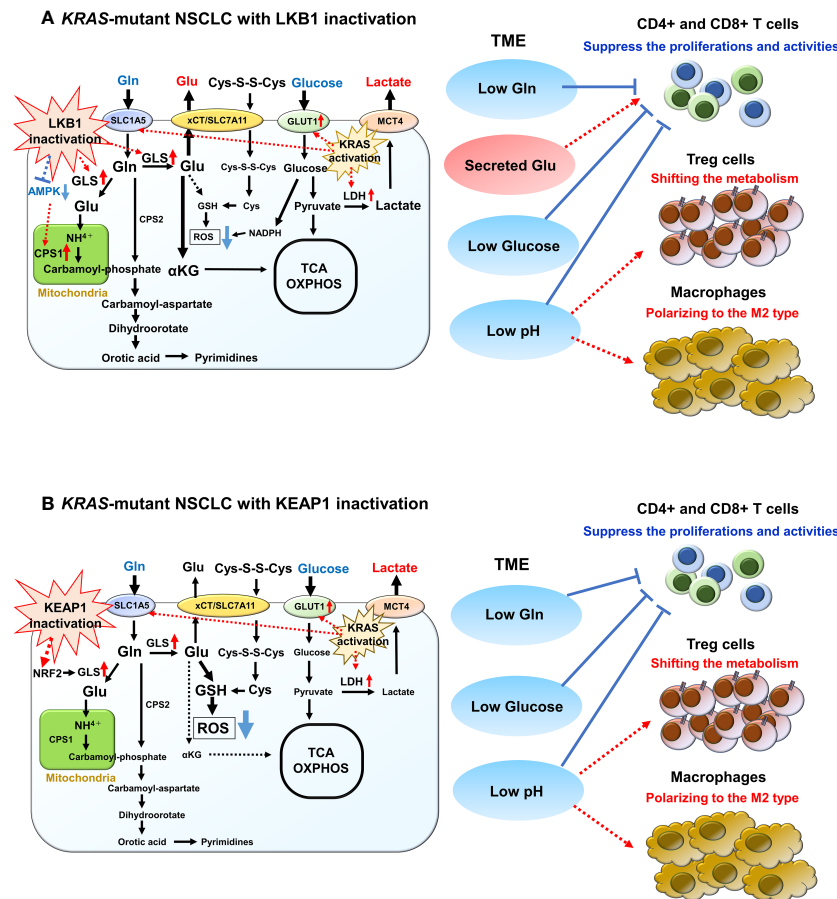 A KRAS-mutant NSCLC with LKB1 inactivation
TME
CD4+ and CD8+ T cells
Suppress the proliferations and activities
Gln
Glu
Cys-S-S-Cys
Glucose
Lactate
LKB1
inactivation
SLC1A5
xCT/SLC7A11
GLUT1
MCT4
KRAS
activation
GLS
Gln
GLS
Glu
Cys-S-S-Cys
Glucose
AMPK
Glu
LDH
GSH
Cys
Pyruvate
Lactate
CPS2
NH4+
ROS
NADPH
CPS1
Carbamoyl-phosphate
αKG
TCA
OXPHOS
Mitochondria
Carbamoyl-aspartate
Dihydroorotate
Orotic acid
Pyrimidines
Low Gln
Secreted Glu
Low Glucose
Low pH
Treg cells
Shifting the metabolism
Macrophages
Polarizing to the M2 type
B KRAS-mutant NSCLC with KEAP1 inactivation
TME
CD4+ and CD8+ T cells
Suppress the proliferations and activities
Gln
Glu
Cys-S-S-Cys
Glucose
Lactate
KEAP1
inactivation
SLC1A5
xCT/SLC7A11
GLUT1
MCT4
KRAS
activation
GLS
Gln
Glu
Cys-S-S-Cys
Glucose
NRF2
GLS
LDH
Glu
GSH
Cys
Pyruvate
Lactate
CPS2
NH4+
ROS
CPS1
Carbamoyl-phosphate
αKG
TCA
OXPHOS
Mitochondria
Carbamoyl-aspartate
Dihydroorotate
Orotic acid
Pyrimidines
Low Gln
Low Glucose
Low pH
Treg cells
Shifting the metabolism
Macrophages
Polarizing to the M2 type